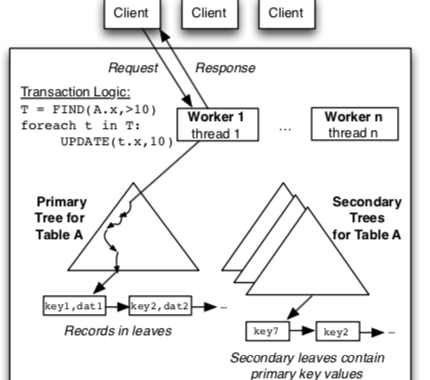 Client Client Client
Request Response
Transaction Logic:
T = FIND(A.x,>10)
foreach t in T:
UPDATE(t.x,10)
Worker 1
thread 1
...
Worker n
thread n
Primary
Tree for
Table A
Secondary
Trees
for Table A
key1,dat1 key2,dat2 ...
Records in leaves
key7 key2 ...
Secondary leaves contain
primary key values